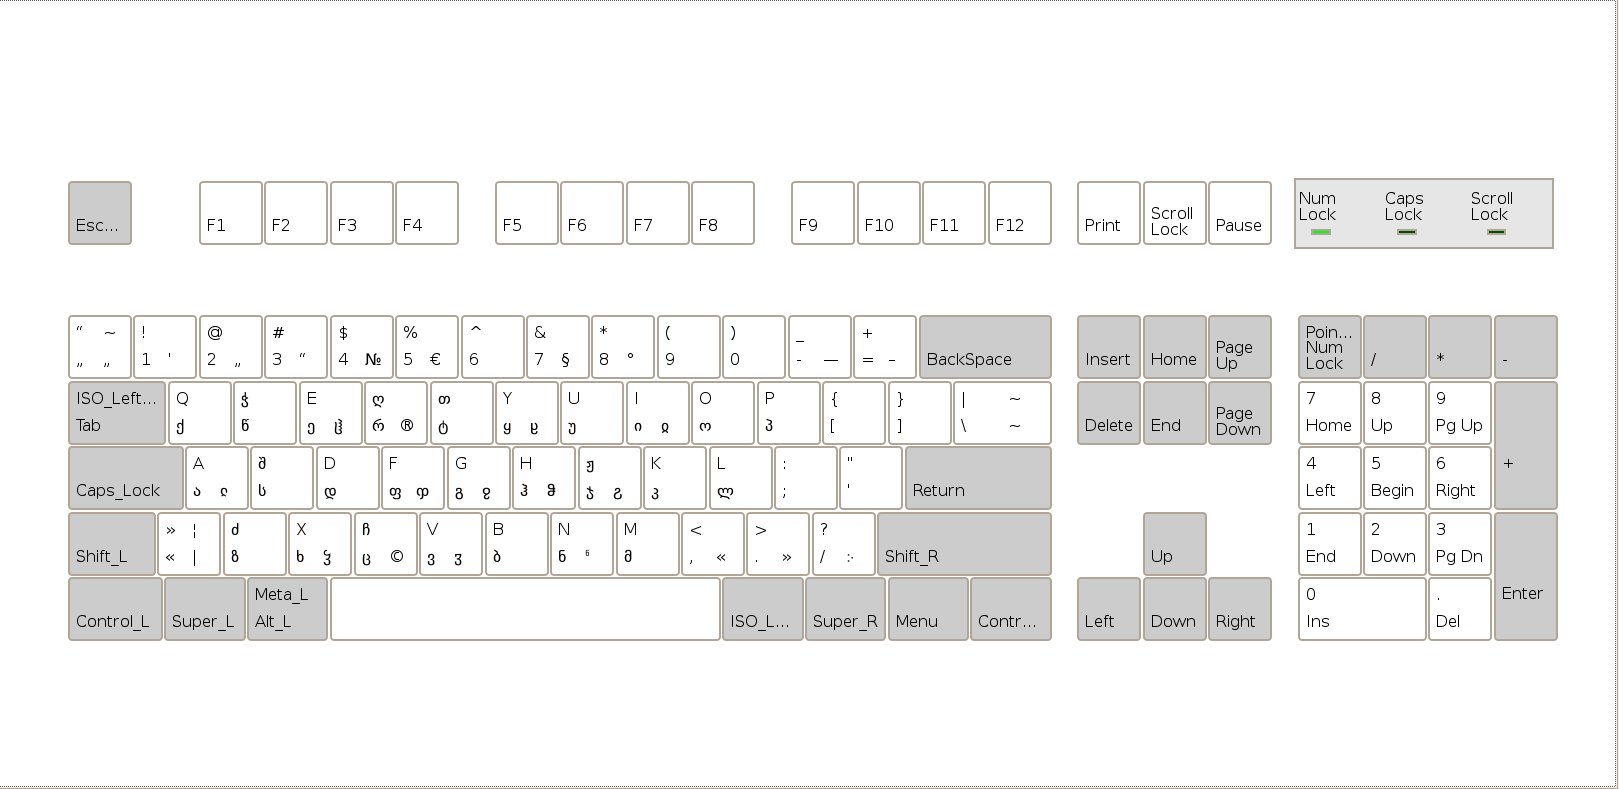 Esc... F1 F2 F3 F4 F5 F6 F7 F8 F9 F10 F11 F12 Print Scroll Lock Pause Num Lock Caps Lock Scroll Lock
“ ~ ! @ # $ % ^ & * ( ) _ +
„ „ 1 ' 2 „ 3 “ 4 № 5 € 6 7 § 8 ° 9 0 - — = – BackSpace Insert Home Page Up Poin... Num Lock / * -
ISO_Left... Q ჭ E ღ თ Y U I O P { } | ~ 7 8 9
Tab ქ წ ე ჱ რ ® ტ ყ ჸ უ ი ჲ ო პ [ ] \ ~ Delete End Page Down Home Up Pg Up
A შ D F G H ჟ K L : " 4 5 6 +
Caps_Lock ა ს დ ფ ჶ გ ჰ ჯ კ ლ ; ' Return Left Begin Right
» ¦ ძ X ჩ V B N M < > ? 1 2 3
Shift_L « | ზ ხ ჴ ც © ვ ჳ ბ ნ ჼ მ , « . » /჻ Shift_R Up End Down Pg Dn
Meta_L 0 . Enter
Control_L Super_L Alt_L ISO_L... Super_R Menu Contr... Left Down Right Ins Del